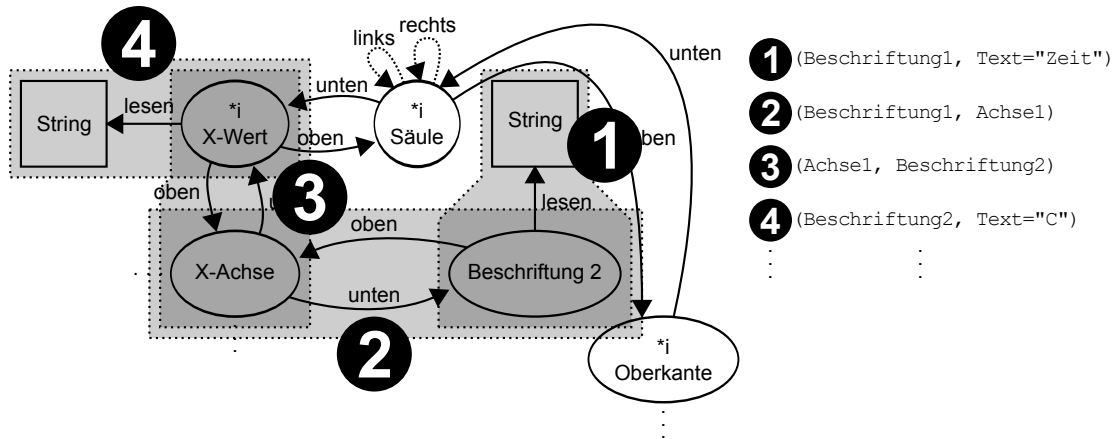 4
links
rechts
unten
1 (Beschriftung1, Text="Zeit")
String
lesen
*i
X-Wert
unten
*i
Säule
String
1
ben
2 (Beschriftung1, Achse1)
oben
oben
3
lesen
3 (Achse1, Beschriftung2)
oben
4 (Beschriftung2, Text="C")
X-Achse
Beschriftung 2
unten
2
*i
Oberkante